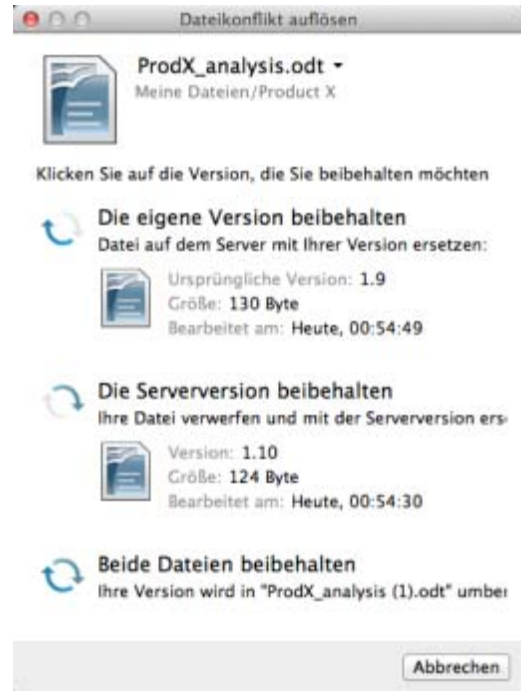 Dateikonflikt auflösen
ProdX_analysis.odt
Meine Dateien/Product X
Klicken Sie auf die Version, die Sie beibehalten möchten
Die eigene Version beibehalten
Datei auf dem Server mit Ihrer Version ersetzen:
Ursprüngliche Version: 1.9
Größe: 130 Byte
Bearbeitet am: Heute, 00:54:49
Die Serverversion beibehalten
Ihre Datei verwerfen und mit der Serverversion ers
Version: 1.10
Größe: 124 Byte
Bearbeitet am: Heute, 00:54:30
Beide Dateien beibehalten
Ihre Version wird in "ProdX_analysis (1).odt" umber
Abbrechen